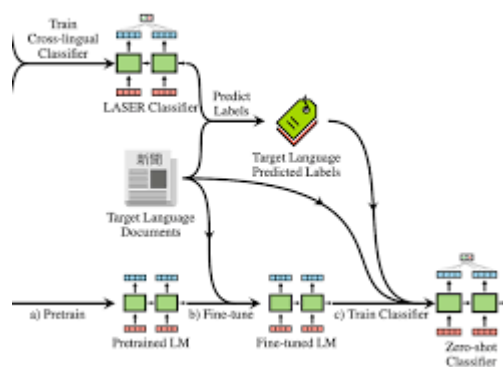 Train
Cross-lingual
Classifier
LASER Classifier
Predict
Labels
新聞
Target Language
Predicted Labels
Target Language
Documents
a) Pretrain
b) Fine-tune
c) Train Classifier
Pretrained LM
Fine-tuned LM
Zero-shot
Classifier